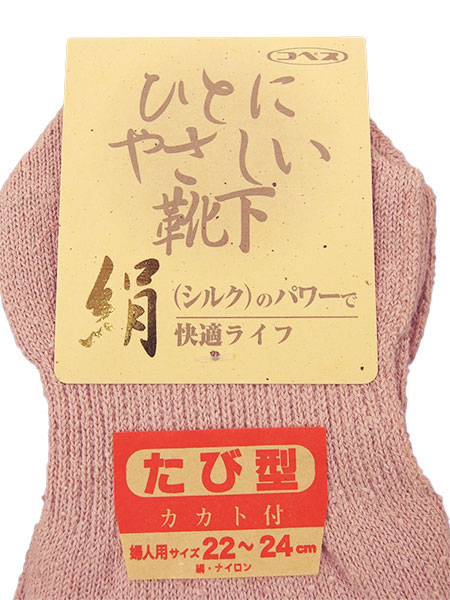 コベス
ひとに
やさしい
靴下
絹
(シルク)のパワーで
快適ライフ
たび型
カカト付
婦人用サイズ22〜24cm
絹・ナイロン